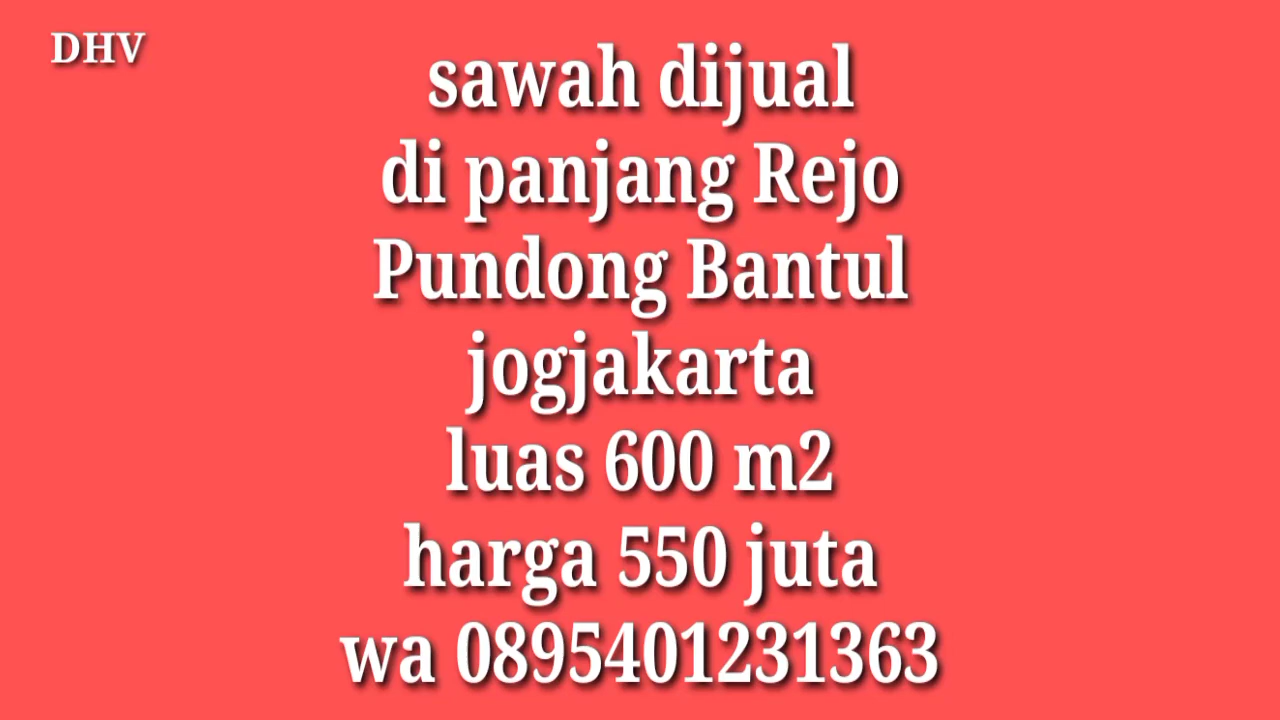 DHV
sawah dijual
di panjang Rejo
Pundong Bantul
jogjakarta
luas 600 m2
harga 550 juta
wa 0895401231363